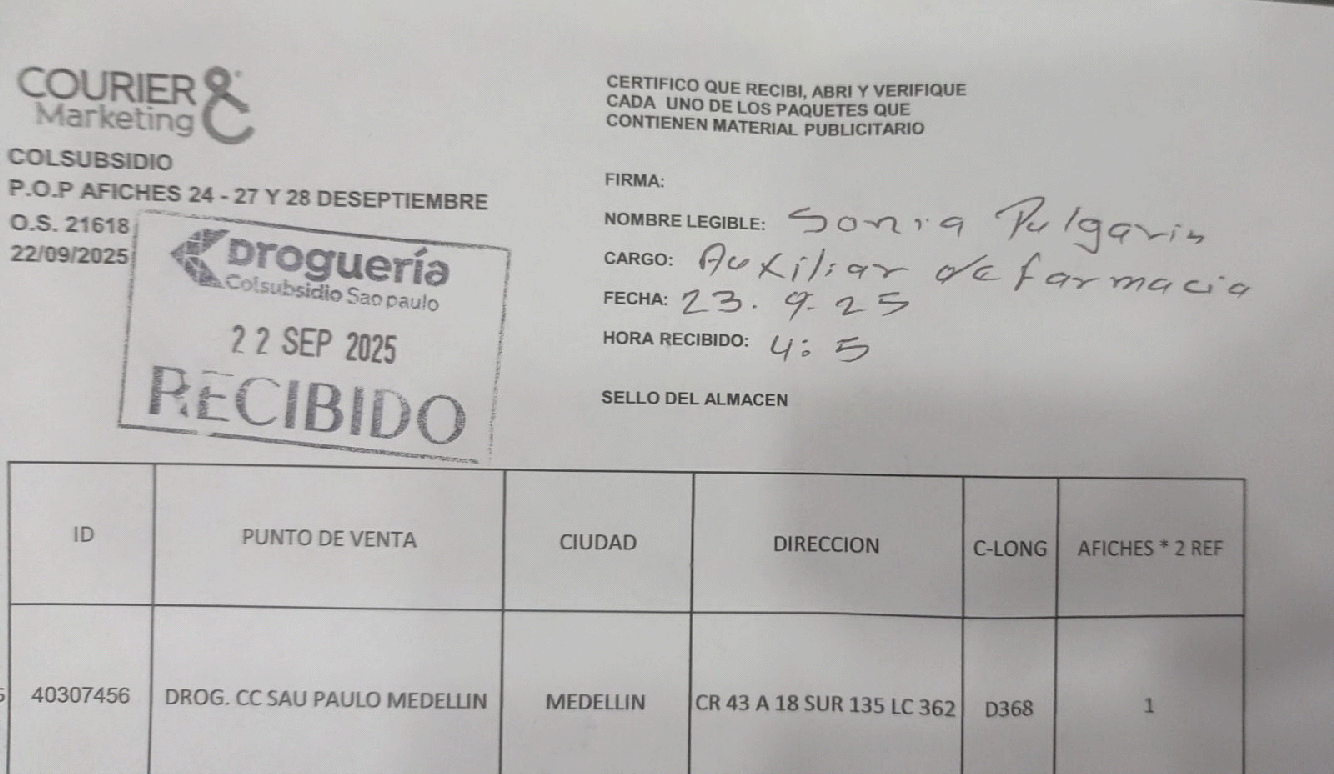 COURIER &
Marketing
COLSUBSIDIO
P.O.P AFICHES 24 - 27 Y 28 DESEPTIEMBRE
O.S. 21618
22/09/2025
Droguería
Colsubsidio Sao paulo
22 SEP 2025
RECIBIDO
CERTIFICO QUE RECIBI, ABRI Y VERIFIQUE
CADA UNO DE LOS PAQUETES QUE
CONTIENEN MATERIAL PUBLICITARIO
FIRMA:
NOMBRE LEGIBLE: Sonia Pulgarin
CARGO: Auxiliar de farmacia
FECHA: 23.9.25
HORA RECIBIDO: 4:5
SELLO DEL ALMACEN
ID PUNTO DE VENTA CIUDAD DIRECCION C-LONG AFICHES * 2 REF
40307456 DROG. CC SAU PAULO MEDELLIN MEDELLIN CR 43 A 18 SUR 135 LC 362 D368 1